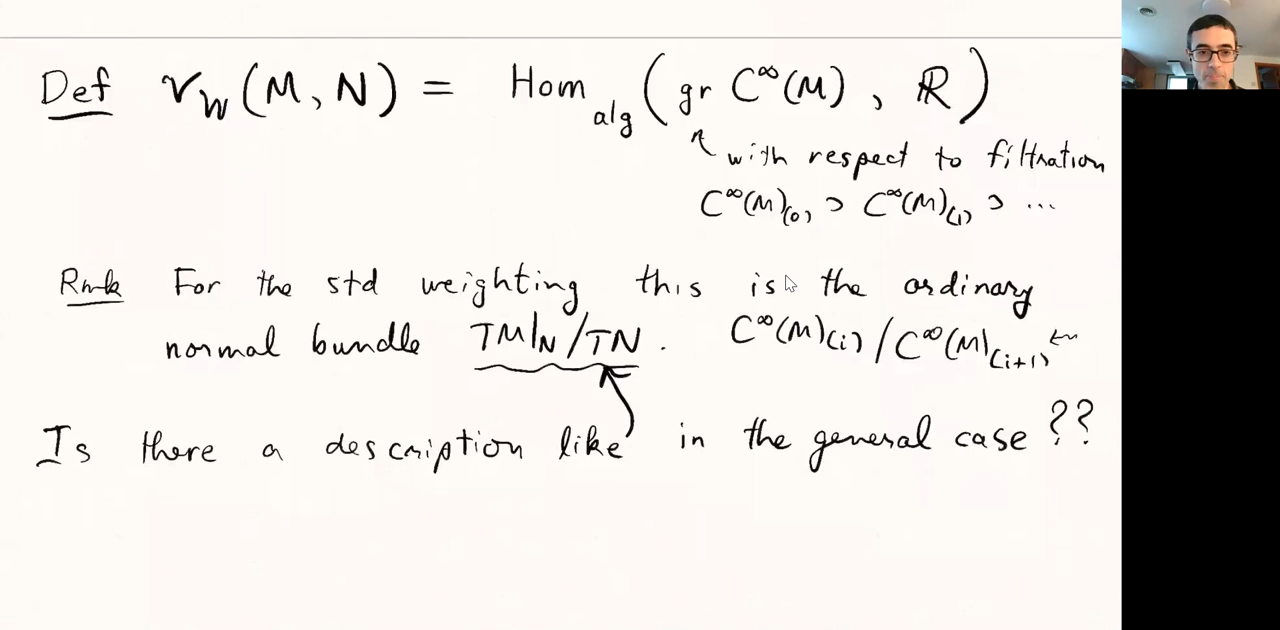 Def ν_W(M, N) = Hom_alg (gr C^∞(M), ℝ)
↖ with respect to filtration
C^∞(M)_(0) ⊃ C^∞(M)_(1) ⊃ ...
Rmk For the std weighting this is the ordinary
normal bundle TM|_N / TN. C^∞(M)_(i) / C^∞(M)_(i+1) ←
Is there a description like in the general case ??